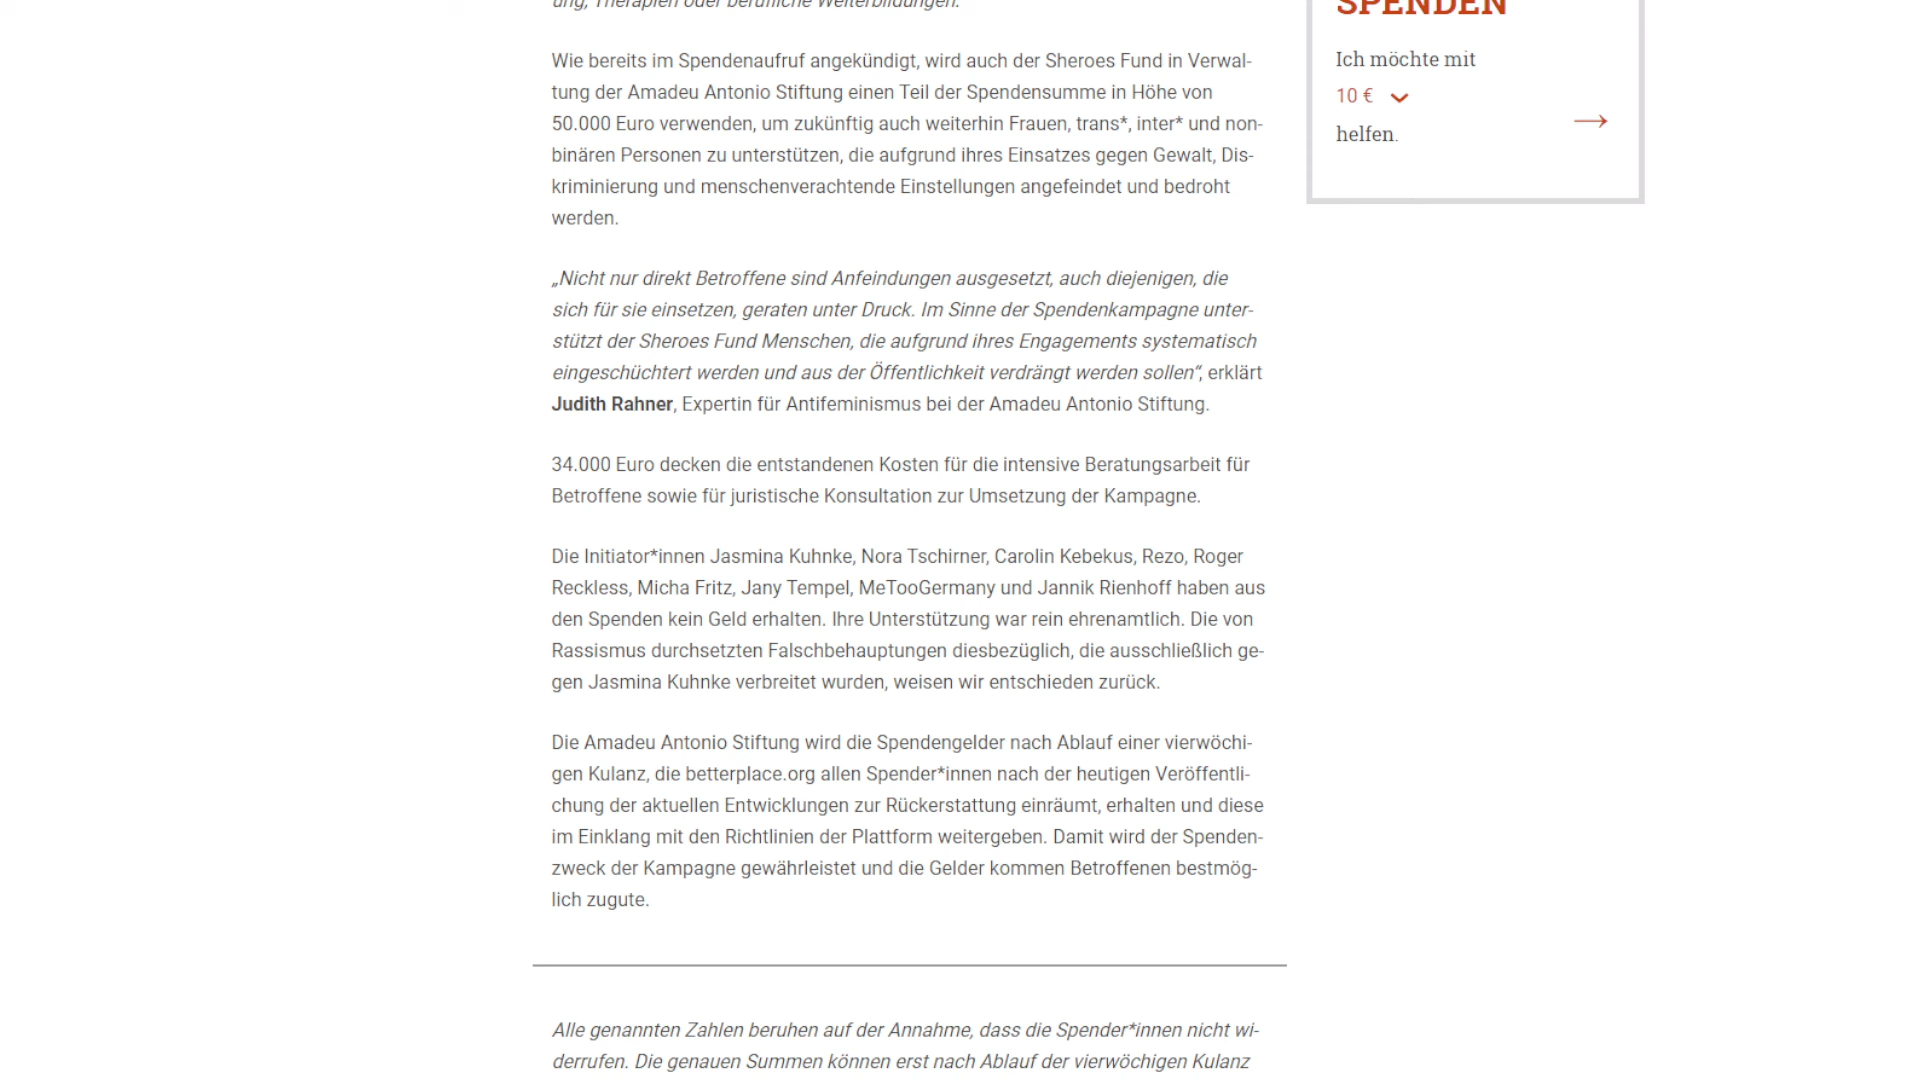 ung, Therapien oder berufliche Weiterbildungen.
Wie bereits im Spendenaufruf angekündigt, wird auch der Sheroes Fund in Verwal-
tung der Amadeu Antonio Stiftung einen Teil der Spendensumme in Höhe von
50.000 Euro verwenden, um zukünftig auch weiterhin Frauen, trans*, inter* und non-
binären Personen zu unterstützen, die aufgrund ihres Einsatzes gegen Gewalt, Dis-
kriminierung und menschenverachtende Einstellungen angefeindet und bedroht
werden.
„Nicht nur direkt Betroffene sind Anfeindungen ausgesetzt, auch diejenigen, die
sich für sie einsetzen, geraten unter Druck. Im Sinne der Spendenkampagne unter-
stützt der Sheroes Fund Menschen, die aufgrund ihres Engagements systematisch
eingeschüchtert werden und aus der Öffentlichkeit verdrängt werden sollen“, erklärt
Judith Rahner, Expertin für Antifeminismus bei der Amadeu Antonio Stiftung.
34.000 Euro decken die entstandenen Kosten für die intensive Beratungsarbeit für
Betroffene sowie für juristische Konsultation zur Umsetzung der Kampagne.
Die Initiator*innen Jasmina Kuhnke, Nora Tschirner, Carolin Kebekus, Rezo, Roger
Reckless, Micha Fritz, Jany Tempel, MeTooGermany und Jannik Rienhoff haben aus
den Spenden kein Geld erhalten. Ihre Unterstützung war rein ehrenamtlich. Die von
Rassismus durchsetzten Falschbehauptungen diesbezüglich, die ausschließlich ge-
gen Jasmina Kuhnke verbreitet wurden, weisen wir entschieden zurück.
Die Amadeu Antonio Stiftung wird die Spendengelder nach Ablauf einer vierwöchi-
gen Kulanz, die betterplace.org allen Spender*innen nach der heutigen Veröffentli-
chung der aktuellen Entwicklungen zur Rückerstattung einräumt, erhalten und diese
im Einklang mit den Richtlinien der Plattform weitergeben. Damit wird der Spenden-
zweck der Kampagne gewährleistet und die Gelder kommen Betroffenen bestmög-
lich zugute.
Alle genannten Zahlen beruhen auf der Annahme, dass die Spender*innen nicht wi-
derrufen. Die genauen Summen können erst nach Ablauf der vierwöchigen Kulanz
SPENDEN
Ich möchte mit
10 €
helfen.